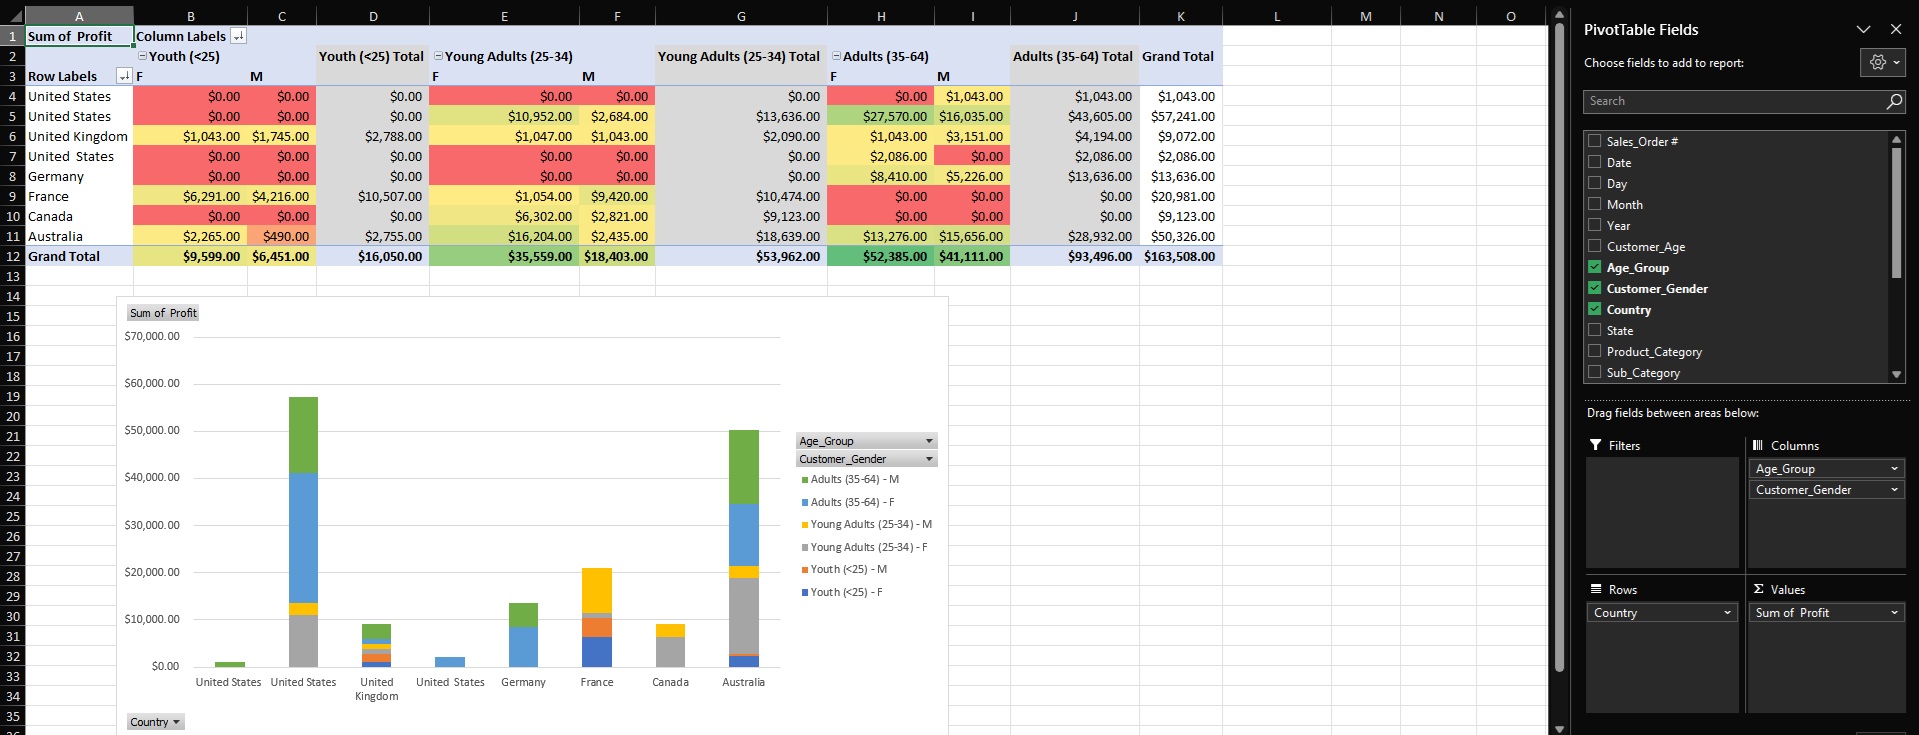 A B C D E F G H I J K L M N O
1 Sum of Profit Column Labels
2 Youth (<25) Youth (<25) Total Young Adults (25-34) Young Adults (25-34) Total Adults (35-64) Adults (35-64) Total Grand Total
3 Row Labels F M F M F M
4 United States $0.00 $0.00 $0.00 $0.00 $0.00 $0.00 $0.00 $1,043.00 $1,043.00 $1,043.00
5 United States $0.00 $0.00 $0.00 $10,952.00 $2,684.00 $13,636.00 $27,570.00 $16,035.00 $43,605.00 $57,241.00
6 United Kingdom $1,043.00 $1,745.00 $2,788.00 $1,047.00 $1,043.00 $2,090.00 $1,043.00 $3,151.00 $4,194.00 $9,072.00
7 United  States $0.00 $0.00 $0.00 $0.00 $0.00 $0.00 $2,086.00 $0.00 $2,086.00 $2,086.00
8 Germany $0.00 $0.00 $0.00 $0.00 $0.00 $0.00 $8,410.00 $5,226.00 $13,636.00 $13,636.00
9 France $6,291.00 $4,216.00 $10,507.00 $1,054.00 $9,420.00 $10,474.00 $0.00 $0.00 $0.00 $20,981.00
10 Canada $0.00 $0.00 $0.00 $6,302.00 $2,821.00 $9,123.00 $0.00 $0.00 $0.00 $9,123.00
11 Australia $2,265.00 $490.00 $2,755.00 $16,204.00 $2,435.00 $18,639.00 $13,276.00 $15,656.00 $28,932.00 $50,326.00
12 Grand Total $9,599.00 $6,451.00 $16,050.00 $35,559.00 $18,403.00 $53,962.00 $52,385.00 $41,111.00 $93,496.00 $163,508.00
13
14
15
16
17
18
19
20
21
22
23
24
25
26
27
28
29
30
31
32
33
34
35
Sum of Profit
$70,000.00
$60,000.00
$50,000.00
$40,000.00
$30,000.00
$20,000.00
$10,000.00
$0.00
United States United States United Kingdom United  States Germany France Canada Australia
Country
Age_Group
Customer_Gender
Adults (35-64) - M
Adults (35-64) - F
Young Adults (25-34) - M
Young Adults (25-34) - F
Youth (<25) - M
Youth (<25) - F
PivotTable Fields
Choose fields to add to report:
Search
Sales_Order #
Date
Day
Month
Year
Customer_Age
Age_Group
Customer_Gender
Country
State
Product_Category
Sub_Category
Drag fields between areas below:
Filters
Columns
Age_Group
Customer_Gender
Rows
Country
Σ Values
Sum of Profit